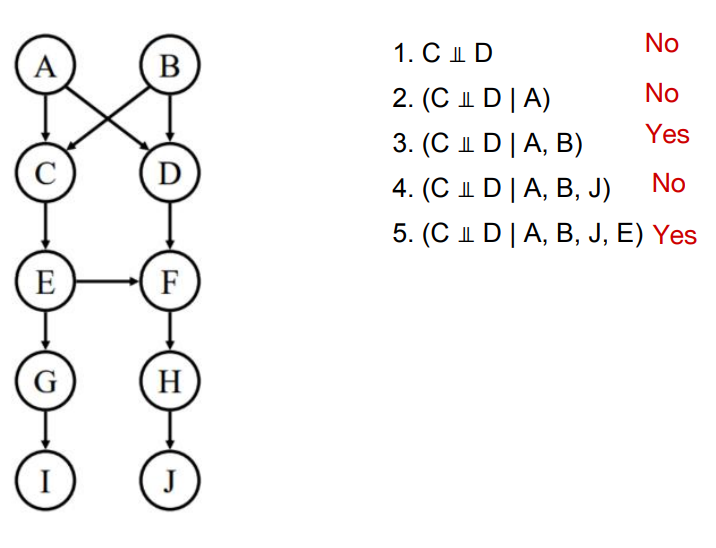 A B
C D
E F
G H
I J
1. C ⫫ D No
2. (C ⫫ D | A) No
3. (C ⫫ D | A, B) Yes
4. (C ⫫ D | A, B, J) No
5. (C ⫫ D | A, B, J, E) Yes